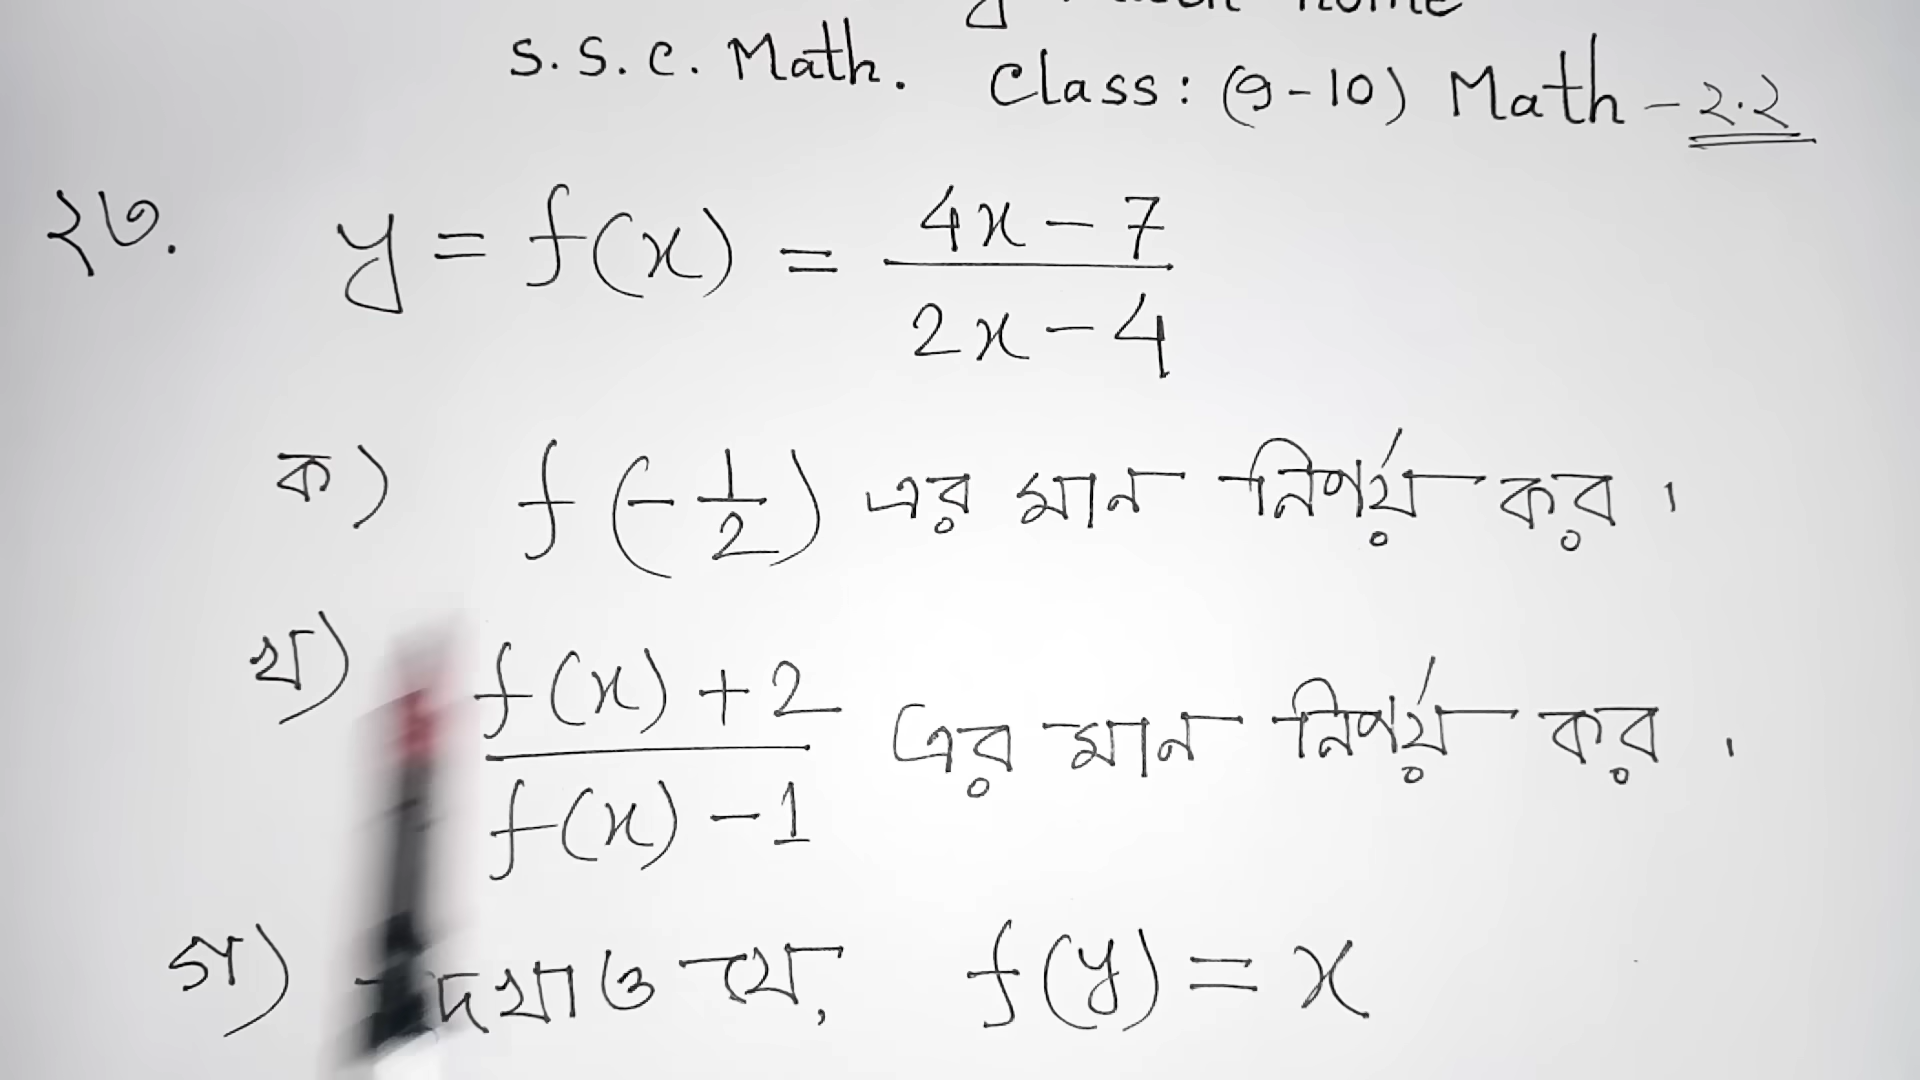 S.S.C. Math. Class: (9-10) Math - ২.২
২৩. y = f(x) = (4x - 7)/(2x - 4)
ক) f(-1/2) এর মান নির্ণয় কর।
খ) (f(x) + 2)/(f(x) - 1) এর মান নির্ণয় কর।
গ) দেখাও যে, f(y) = x